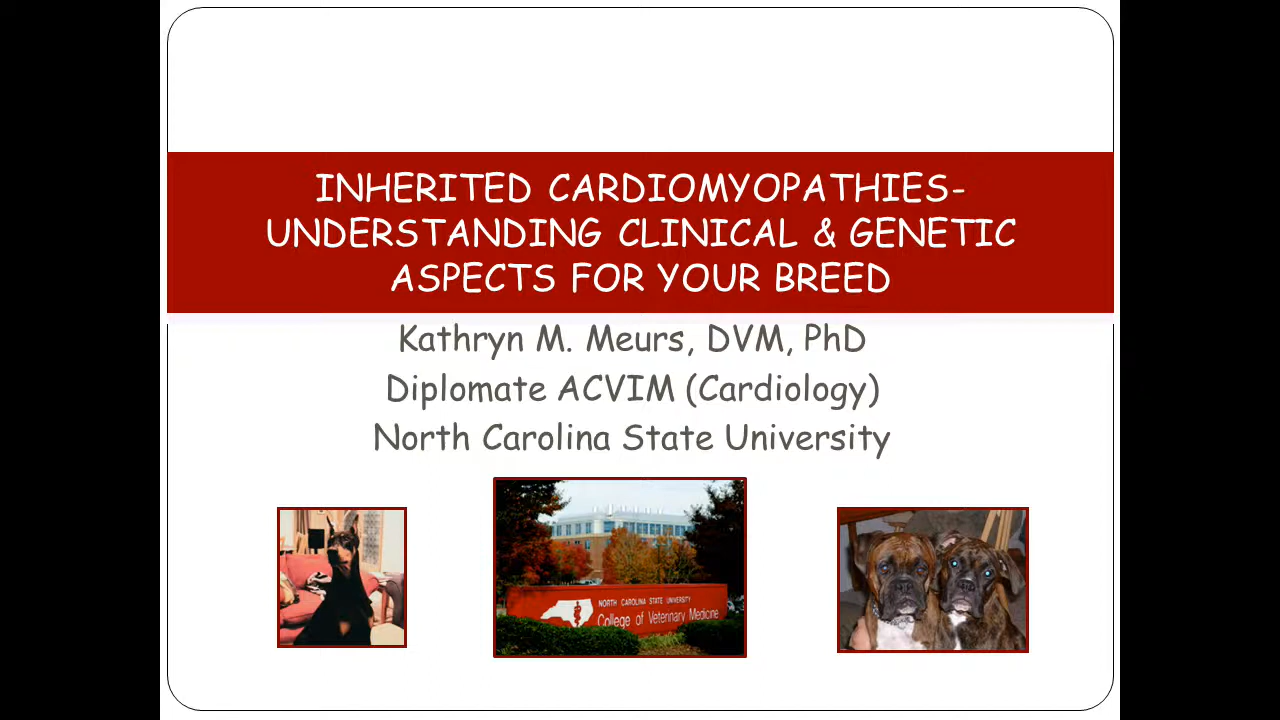 INHERITED CARDIOMYOPATHIES-
UNDERSTANDING CLINICAL & GENETIC
ASPECTS FOR YOUR BREED
Kathryn M. Meurs, DVM, PhD
Diplomate ACVIM (Cardiology)
North Carolina State University
NORTH CAROLINA STATE UNIVERSITY
College of Veterinary Medicine